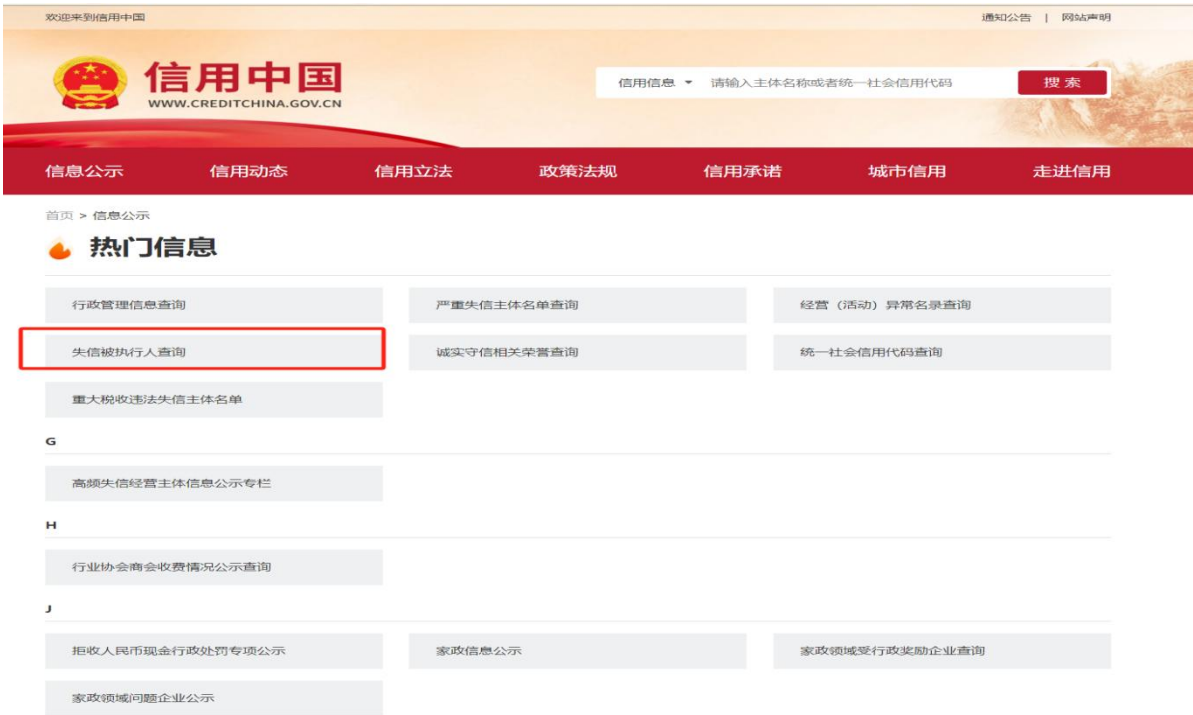 欢迎来到信用中国 通知公告 | 网站声明
信用中国
WWW.CREDITCHINA.GOV.CN
信用信息 请输入主体名称或者统一社会信用代码 搜索
信息公示 信用动态 信用立法 政策法规 信用承诺 城市信用 走进信用
首页 > 信息公示
热门信息
行政管理信息查询 严重失信主体名单查询 经营（活动）异常名录查询
失信被执行人查询 诚实守信相关荣誉查询 统一社会信用代码查询
重大税收违法失信主体名单
G
高频失信经营主体信息公示专栏
H
行业协会商会收费情况公示查询
J
拒收人民币现金行政处罚专项公示 家政信息公示 家政领域受行政奖励企业查询
家政领域问题企业公示